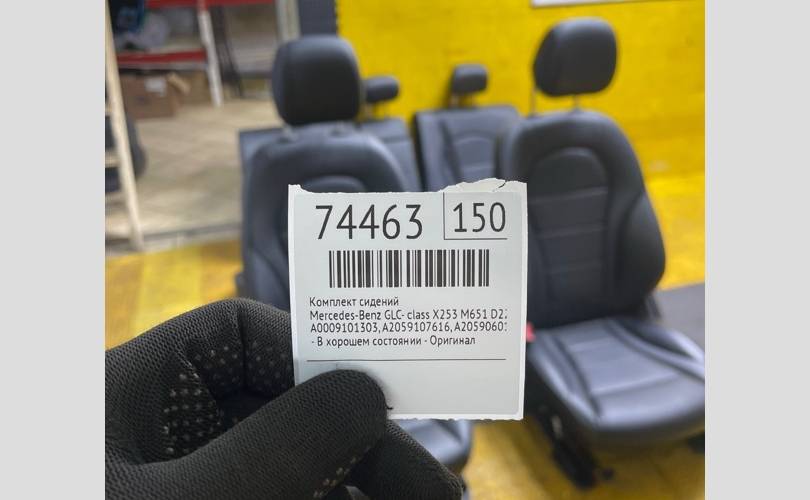 74463 150
Комплект сидений
Mercedes-Benz GLC- class X253 M651 D22
A0009101303, A2059107616, A20590601
- В хорошем состоянии - Оригинал